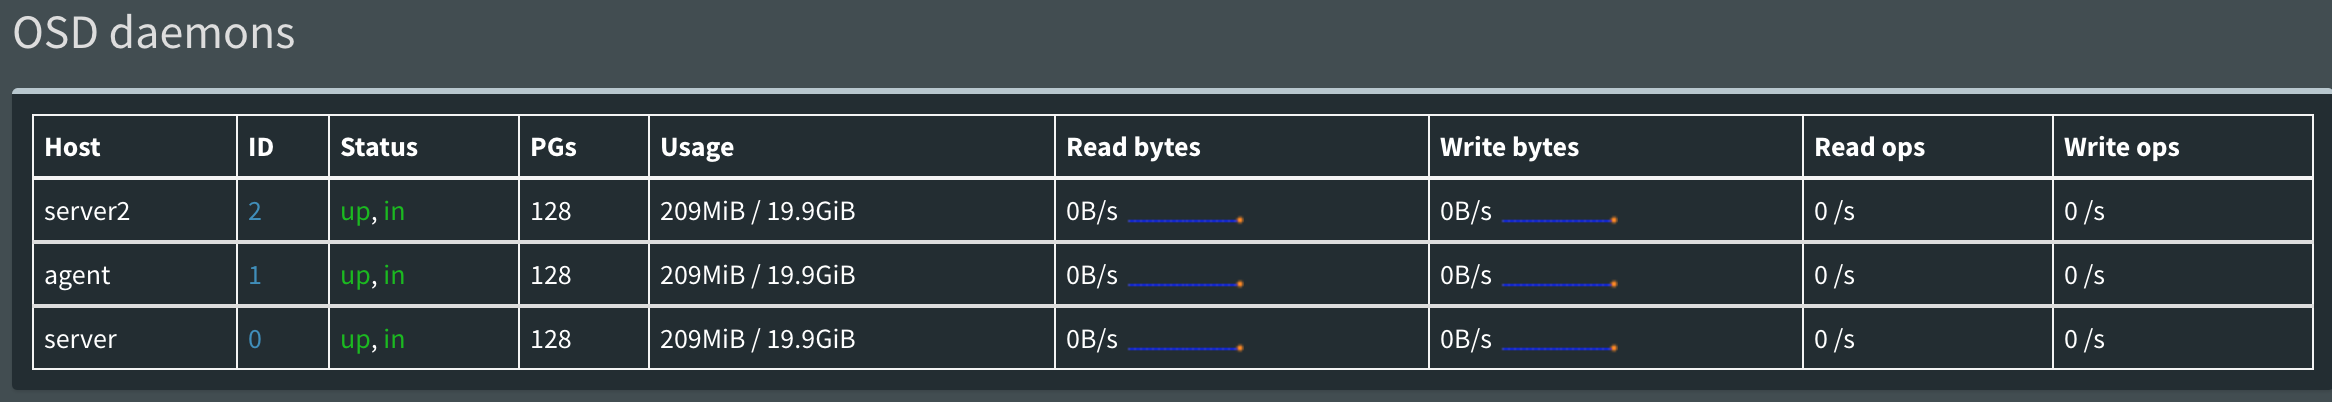 OSD daemons
Host ID Status PGs Usage Read bytes Write bytes Read ops Write ops
server2 2 up, in 128 209MiB / 19.9GiB 0B/s 0B/s 0 /s 0 /s
agent 1 up, in 128 209MiB / 19.9GiB 0B/s 0B/s 0 /s 0 /s
server 0 up, in 128 209MiB / 19.9GiB 0B/s 0B/s 0 /s 0 /s